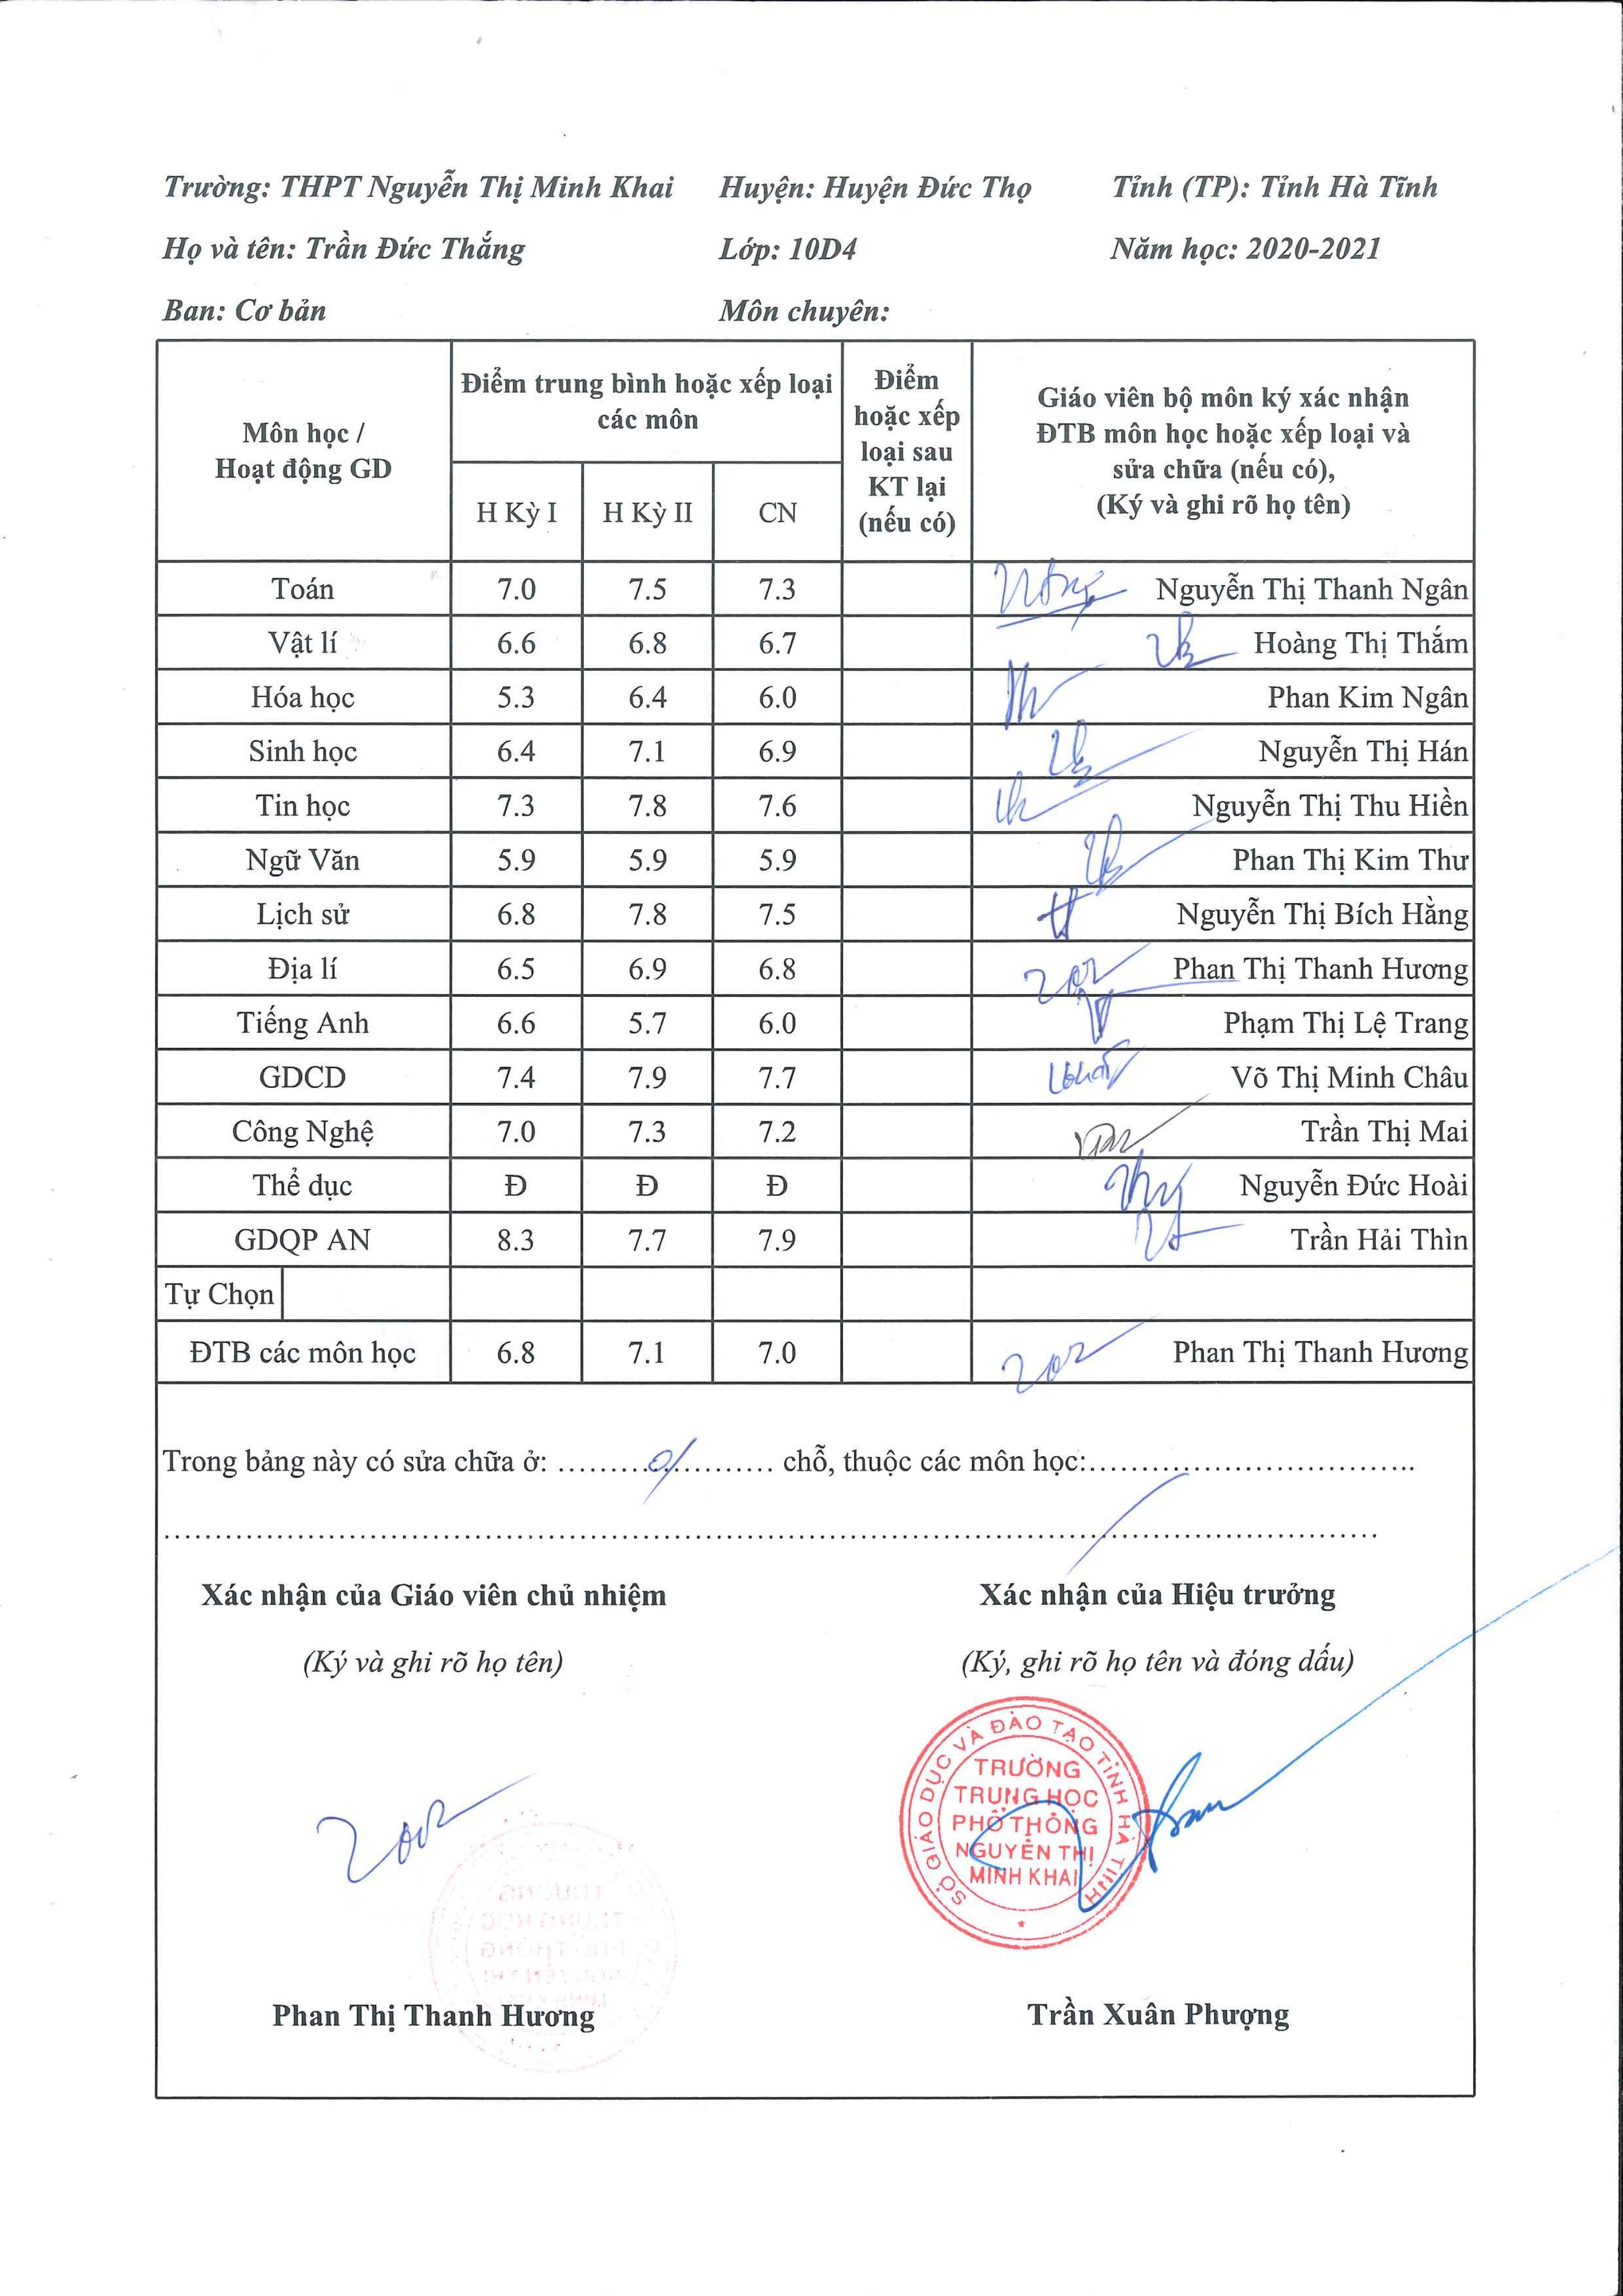 Trường: THPT Nguyễn Thị Minh Khai Huyện: Huyện Đức Thọ Tỉnh (TP): Tỉnh Hà Tĩnh
Họ và tên: Trần Đức Thắng Lớp: 10D4 Năm học: 2020-2021
Ban: Cơ bản Môn chuyên:
Môn học /
Hoạt động GD
Điểm trung bình hoặc xếp loại
các môn
H Kỳ I H Kỳ II CN
Điểm
hoặc xếp
loại sau
KT lại
(nếu có)
Giáo viên bộ môn ký xác nhận
ĐTB môn học hoặc xếp loại và
sửa chữa (nếu có),
(Ký và ghi rõ họ tên)
Toán 7.0 7.5 7.3 Nguyễn Thị Thanh Ngân
Vật lí 6.6 6.8 6.7 Hoàng Thị Thắm
Hóa học 5.3 6.4 6.0 Phan Kim Ngân
Sinh học 6.4 7.1 6.9 Nguyễn Thị Hán
Tin học 7.3 7.8 7.6 Nguyễn Thị Thu Hiền
Ngữ Văn 5.9 5.9 5.9 Phan Thị Kim Thư
Lịch sử 6.8 7.8 7.5 Nguyễn Thị Bích Hằng
Địa lí 6.5 6.9 6.8 Phan Thị Thanh Hương
Tiếng Anh 6.6 5.7 6.0 Phạm Thị Lệ Trang
GDCD 7.4 7.9 7.7 Võ Thị Minh Châu
Công Nghệ 7.0 7.3 7.2 Trần Thị Mai
Thể dục Đ Đ Đ Nguyễn Đức Hoài
GDQP AN 8.3 7.7 7.9 Trần Hải Thìn
Tự Chọn
ĐTB các môn học 6.8 7.1 7.0 Phan Thị Thanh Hương
Trong bảng này có sửa chữa ở: ........0/........ chỗ, thuộc các môn học:................................
Xác nhận của Giáo viên chủ nhiệm
(Ký và ghi rõ họ tên)
Phan Thị Thanh Hương
Xác nhận của Hiệu trưởng
(Ký, ghi rõ họ tên và đóng dấu)
SỞ GIÁO DỤC VÀ ĐÀO TẠO TỈNH HÀ TĨNH
TRƯỜNG
TRUNG HỌC
PHỔ THÔNG
NGUYỄN THỊ
MINH KHAI
Trần Xuân Phượng